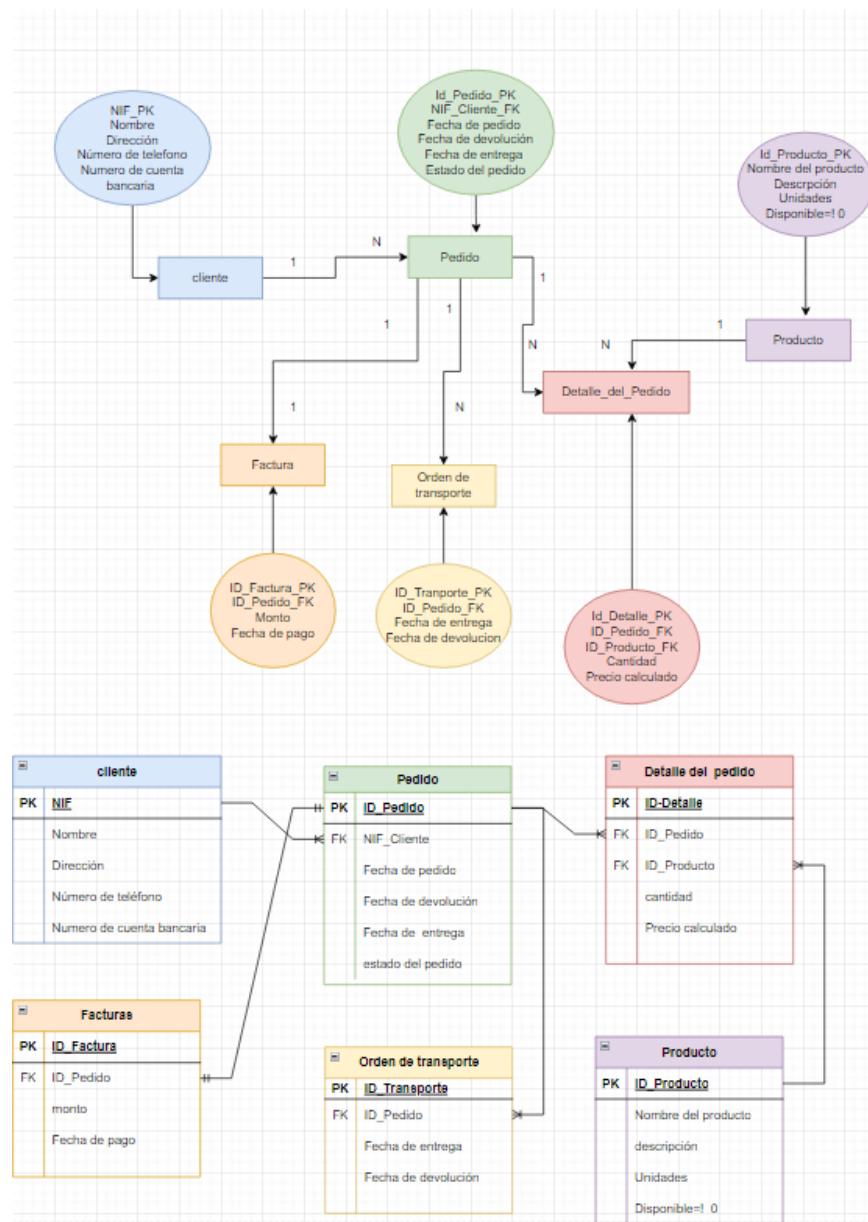 NIF_PK
Nombre
Dirección
Número de telefono
Numero de cuenta
bancaria
Id_Pedido_PK
NIF_Cliente_FK
Fecha de pedido
Fecha de devolución
Fecha de entrega
Estado del pedido
Id_Producto_PK
Nombre del producto
Descrpción
Unidades
Disponible=! 0
cliente
1
N
Pedido
1
1
1
1
Producto
N
N
Detalle_del_Pedido
1
N
Factura
Orden de
transporte
ID_Factura_PK
ID_Pedido_FK
Monto
Fecha de pago
ID_Tranporte_PK
ID_Pedido_FK
Fecha de entrega
Fecha de devolucion
Id_Detalle_PK
ID_Pedido_FK
ID_Producto_FK
Cantidad
Precio calculado
cliente
PK NIF
Nombre
Dirección
Número de teléfono
Numero de cuenta bancaria
Pedido
PK ID_Pedido
FK NIF_Cliente
Fecha de pedido
Fecha de devolución
Fecha de entrega
estado del pedido
Detalle del pedido
PK ID-Detalle
FK ID_Pedido
FK ID_Producto
cantidad
Precio calculado
Facturas
PK ID_Factura
FK ID_Pedido
monto
Fecha de pago
Orden de transporte
PK ID_Transporte
FK ID_Pedido
Fecha de entrega
Fecha de devolución
Producto
PK ID_Producto
Nombre del producto
descripción
Unidades
Disponible=! 0